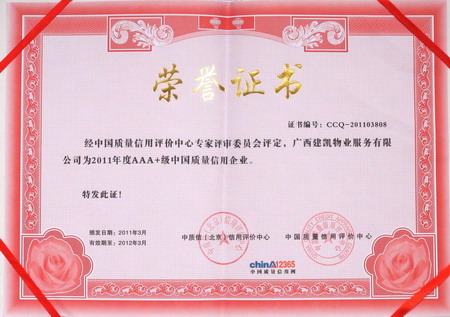 荣誉证书
证书编号：CCQ-201103808
经中国质量信用评价中心专家评审委员会评定，广西建凯物业服务有限
公司为2011年度AAA+级中国质量信用企业。
特发此证！
颁发日期：2011年3月
有效期至：2012年3月
中质信（北京）信用评价中心
中国质量信用评价中心
chinA12365
中国质量信用网